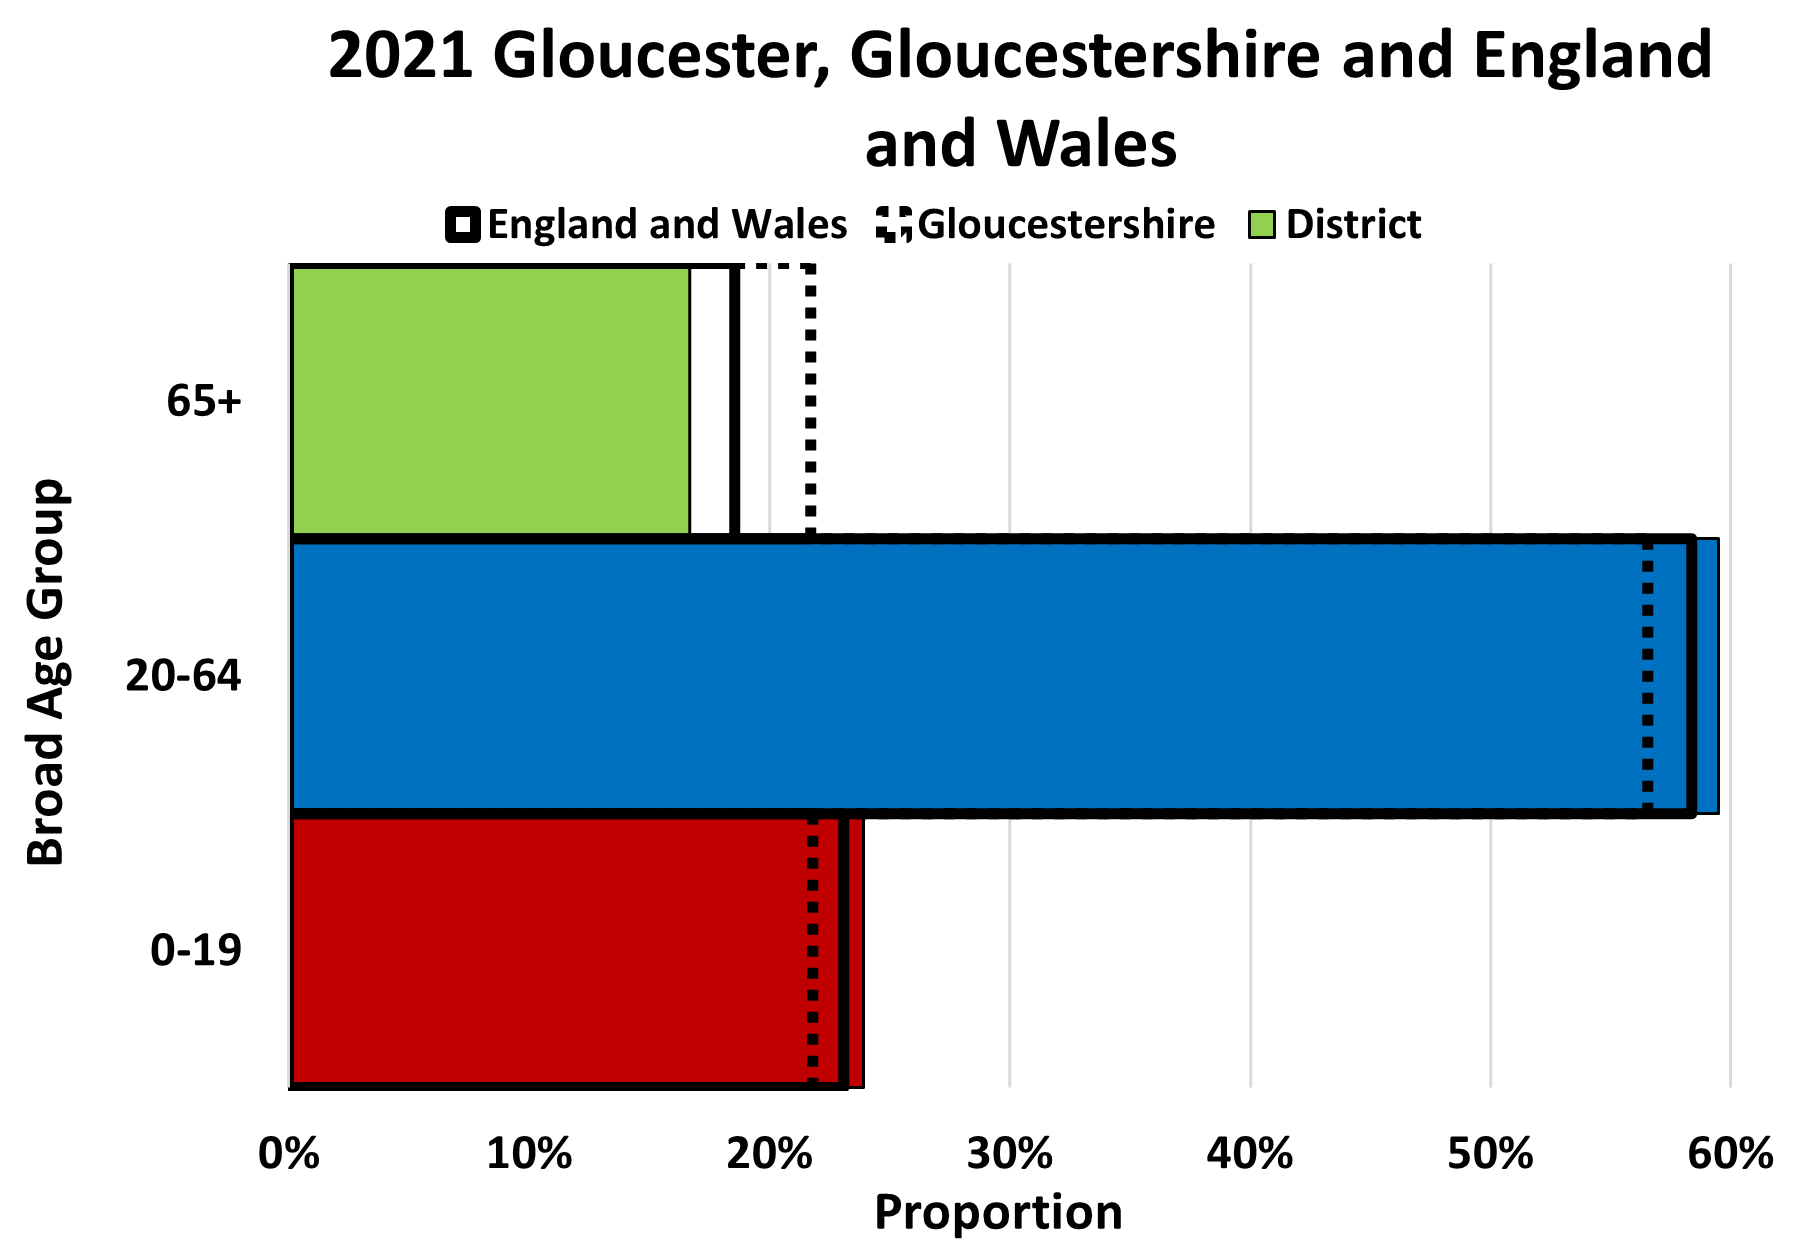 2021 Gloucester, Gloucestershire and England
and Wales
England and Wales Gloucestershire District
Broad Age Group
65+
20-64
0-19
0% 10% 20% 30% 40% 50% 60%
Proportion